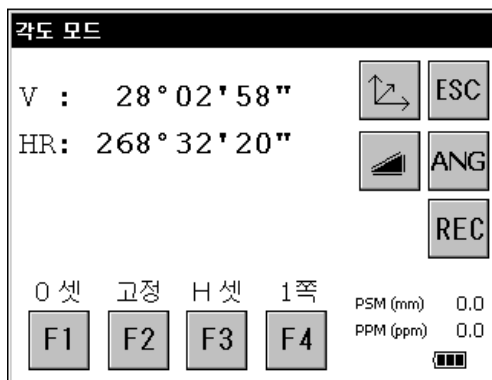 각도 모드
V : 28°02'58"
ESC
HR: 268°32'20"
ANG
REC
0 셋 고정 H 셋 1쪽
F1 F2 F3 F4
PSM (mm) 0.0
PPM (ppm) 0.0